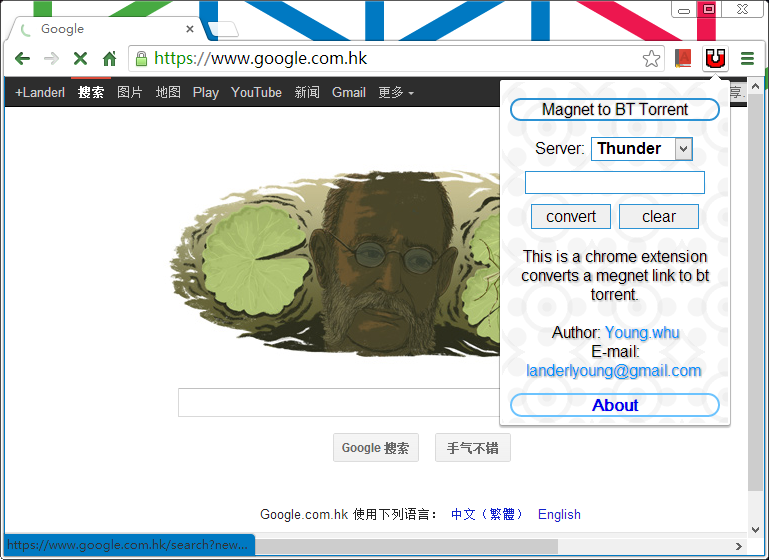 Google
https://www.google.com.hk
+Landerl 搜索 图片 地图 Play YouTube 新闻 Gmail 更多
享
Magnet to BT Torrent
Server: Thunder
convert clear
This is a chrome extension
converts a megnet link to bt
torrent.
Author: Young.whu
E-mail:
landerlyoung@gmail.com
About
Google 搜索 手气不错
Google.com.hk 使用下列语言： 中文（繁體） English
https://www.google.com.hk/search?new...